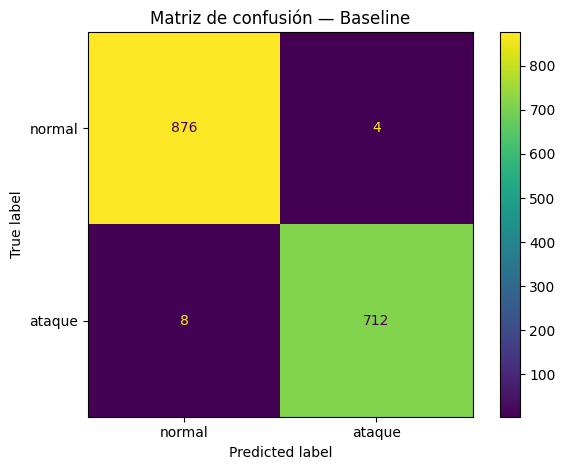 Matriz de confusión — Baseline
True label
normal
876
4
ataque
8
712
normal
ataque
Predicted label
800
700
600
500
400
300
200
100